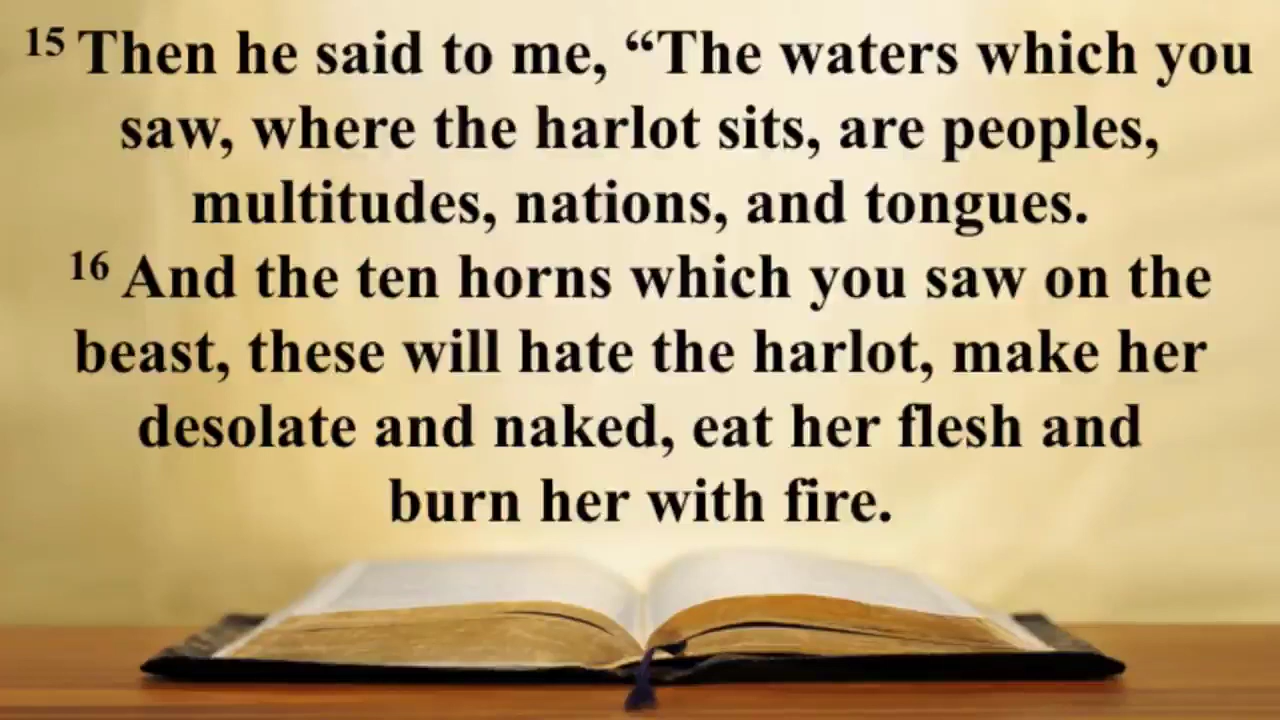 15 Then he said to me, “The waters which you
saw, where the harlot sits, are peoples,
multitudes, nations, and tongues.
16 And the ten horns which you saw on the
beast, these will hate the harlot, make her
desolate and naked, eat her flesh and
burn her with fire.